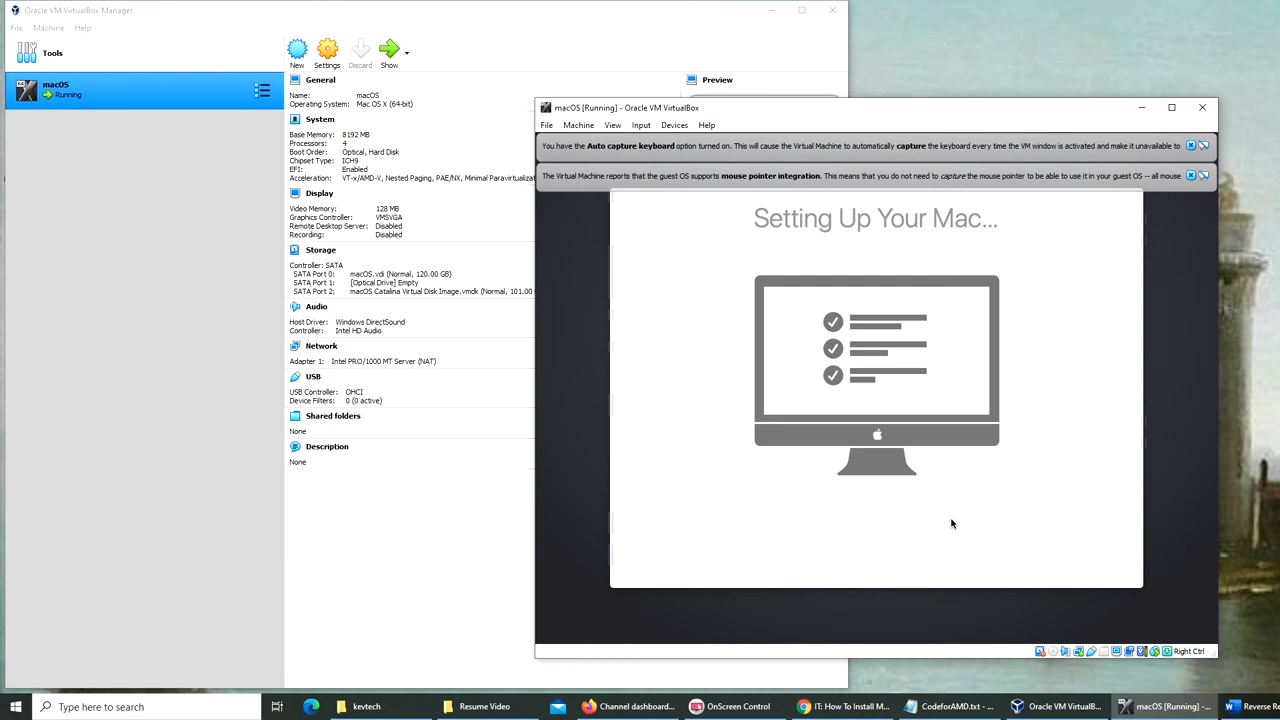 Oracle VM VirtualBox Manager
File Machine Help
Tools
New Settings Discard Show
64
macOS
Running
General
Name: macOS
Operating System: Mac OS X (64-bit)
Preview
System
Base Memory: 8192 MB
Processors: 4
Boot Order: Optical, Hard Disk
Chipset Type: ICH9
EFI: Enabled
Acceleration: VT-x/AMD-V, Nested Paging, PAE/NX, Minimal Paravirtualizat
Display
Video Memory: 128 MB
Graphics Controller: VMSVGA
Remote Desktop Server: Disabled
Recording: Disabled
Storage
Controller: SATA
SATA Port 0: macOS.vdi (Normal, 120.00 GB)
SATA Port 1: [Optical Drive] Empty
SATA Port 2: macOS Catalina Virtual Disk Image.vmdk (Normal, 101.00
Audio
Host Driver: Windows DirectSound
Controller: Intel HD Audio
Network
Adapter 1: Intel PRO/1000 MT Server (NAT)
USB
USB Controller: OHCI
Device Filters: 0 (0 active)
Shared folders
None
Description
None
macOS [Running] - Oracle VM VirtualBox
File Machine View Input Devices Help
You have the Auto capture keyboard option turned on. This will cause the Virtual Machine to automatically capture the keyboard every time the VM window is activated and make it unavailable to
The Virtual Machine reports that the guest OS supports mouse pointer integration. This means that you do not need to capture the mouse pointer to be able to use it in your guest OS -- all mouse
Setting Up Your Mac...
Right Ctrl
Type here to search
kevtech
Resume Video
Channel dashboard...
OnScreen Control
IT: How To Install M...
CodeforAMD.txt - ...
Oracle VM VirtualB...
macOS [Running] -...
Reverse Ro